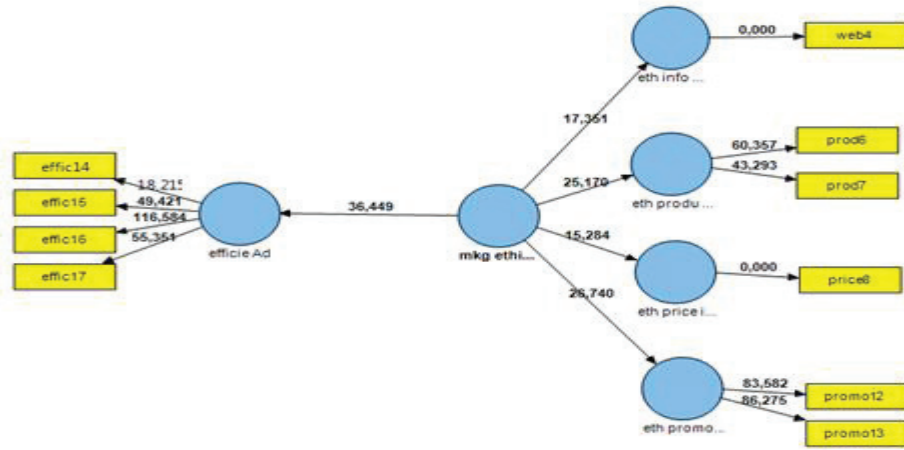 0,000
web4
eth info ...
17,351
60,357
prod6
effic14
18,215
43,293
25,170
prod7
effic15
49,421
36,449
eth produ ...
116,584
effic16
55,351
efficie Ad
mkg ethi...
15,284
effic17
0,000
price8
26,740
eth price i...
83,582
promo12
86,275
eth promo...
promo13